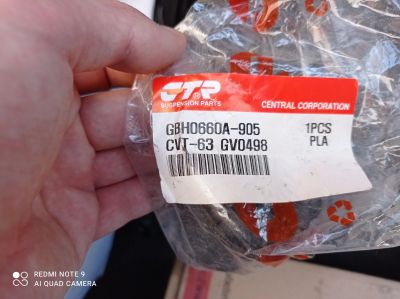 CTR®
SUSPENSION PARTS
CENTRAL CORPORATION
GBH0660A-905 1PCS
CVT-63 GV0498 PLA
REDMI NOTE 9
AI QUAD CAMERA